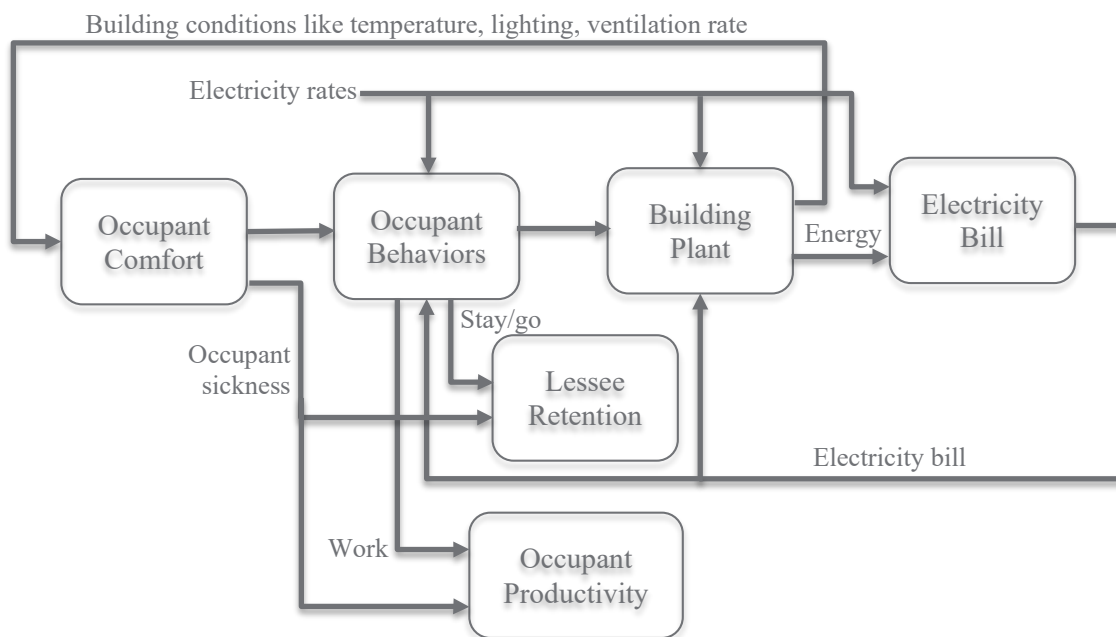 Building conditions like temperature, lighting, ventilation rate
Electricity rates
Occupant
Comfort
Occupant
Behaviors
Building
Plant
Energy
Electricity
Bill
Stay/go
Occupant
sickness
Lessee
Retention
Electricity bill
Work
Occupant
Productivity